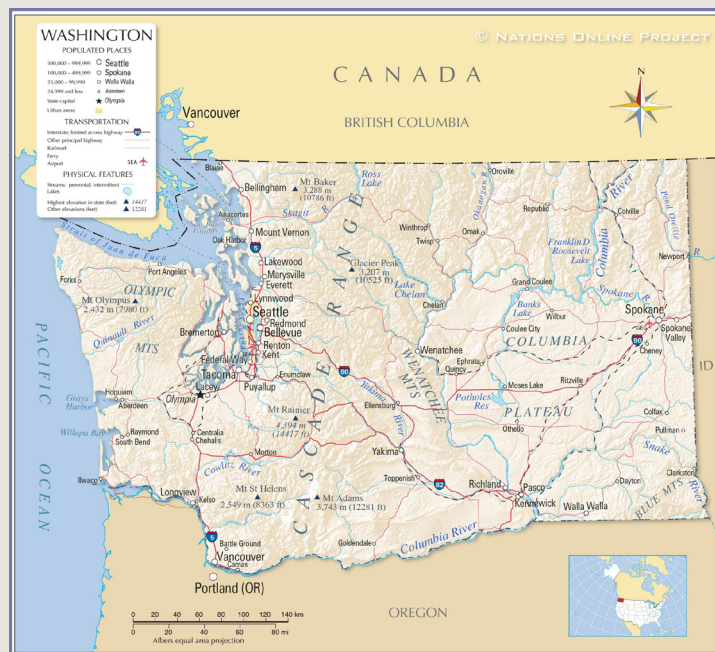 © NATIONS ONLINE PROJECT
WASHINGTON
POPULATED PLACES
500,000 – 999,999 Seattle
100,000 – 499,999 Spokane
25,000 – 99,999 Walla Walla
24,999 and less Aberdeen
State capital Olympia
Urban areas
TRANSPORTATION
Interstate; limited access highway
Other principal highway
Railroad
Ferry
Airport SEA
PHYSICAL FEATURES
Streams: perennial; intermittent
Lakes
Highest elevation in state (feet) 14417
Other elevations (feet) 12281
CANADA
BRITISH COLUMBIA
N
Vancouver
Blaine
Bellingham
Mt Baker
3,288 m
(10786 ft)
Ross
Lake
Oroville
Okanogan R.
Republic
Columbia
River
Colville
Pend Oreille
Newport
R
Anacortes
Skagit
R
Strait of Juan de Fuca
Oak Harbor
Mount Vernon
5
Winthrop
Twisp
Omak
Franklin D
Roosevelt
Lake
Port Angeles
Forks
Lakewood
Marysville
Everett
Glacier Peak
3,207 m
(10525 ft)
Lake
Chelan
Chelan
Grand Coulee
Spokane
R
OLYMPIC
MTS
Mt Olympus
2,432 m (7980 ft)
Lynnwood
Seattle
Redmond
Bellevue
Bremerton
Renton
Kent
Federal Way
Tacoma
Puyallup
Enumclaw
Lacey
Olympia
Quinault River
Banks
Lake
Wilbur
Coulee City
COLUMBIA
PLATEAU
Spokane
Spokane
Valley
90
Cheney
ID
CASCADE RANGE
WENATCHEE
MTS
Wenatchee
Ephrata
Quincy
90
Moses Lake
Ritzville
Potholes
Res
Othello
Yakima
River
Ellensburg
Grays
Harbor
Hoquiam
Aberdeen
Willapa Bay
Raymond
South Bend
Centralia
Chehalis
Mt Rainier
4,394 m
(14417 ft)
Morton
Cowlitz River
Colfax
Pullman
Snake
River
Clarkston
Dayton
BLUE MTS
Yakima
Toppenish
82
Richland
Pasco
Kennewick
Walla Walla
Ilwaco
Longview
Kelso
Mt St Helens
2,549 m (8363 ft)
Mt Adams
3,743 m (12281 ft)
5
Battle Ground
Vancouver
Camas
Goldendale
Columbia River
Portland (OR)
OREGON
PACIFIC
OCEAN
0 20 40 60 80 100 120 140 km
0 20 40 60 80 mi
Albers equal area projection